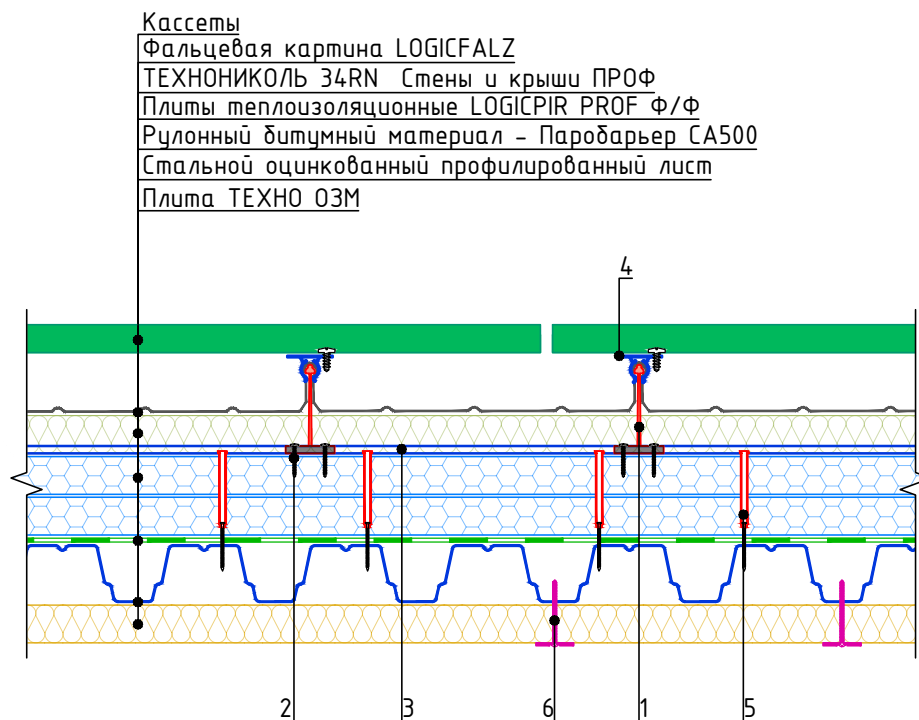 Кассеты
Фальцевая картина LOGICFALZ
ТЕХНОНИКОЛЬ 34RN Стены и крыши ПРОФ
Плиты теплоизоляционные LOGICPIR PROF Ф/Ф
Рулонный битумный материал - Паробарьер СА500
Стальной оцинкованный профилированный лист
Плита ТЕХНО ОЗМ
4
2 3 6 1 5